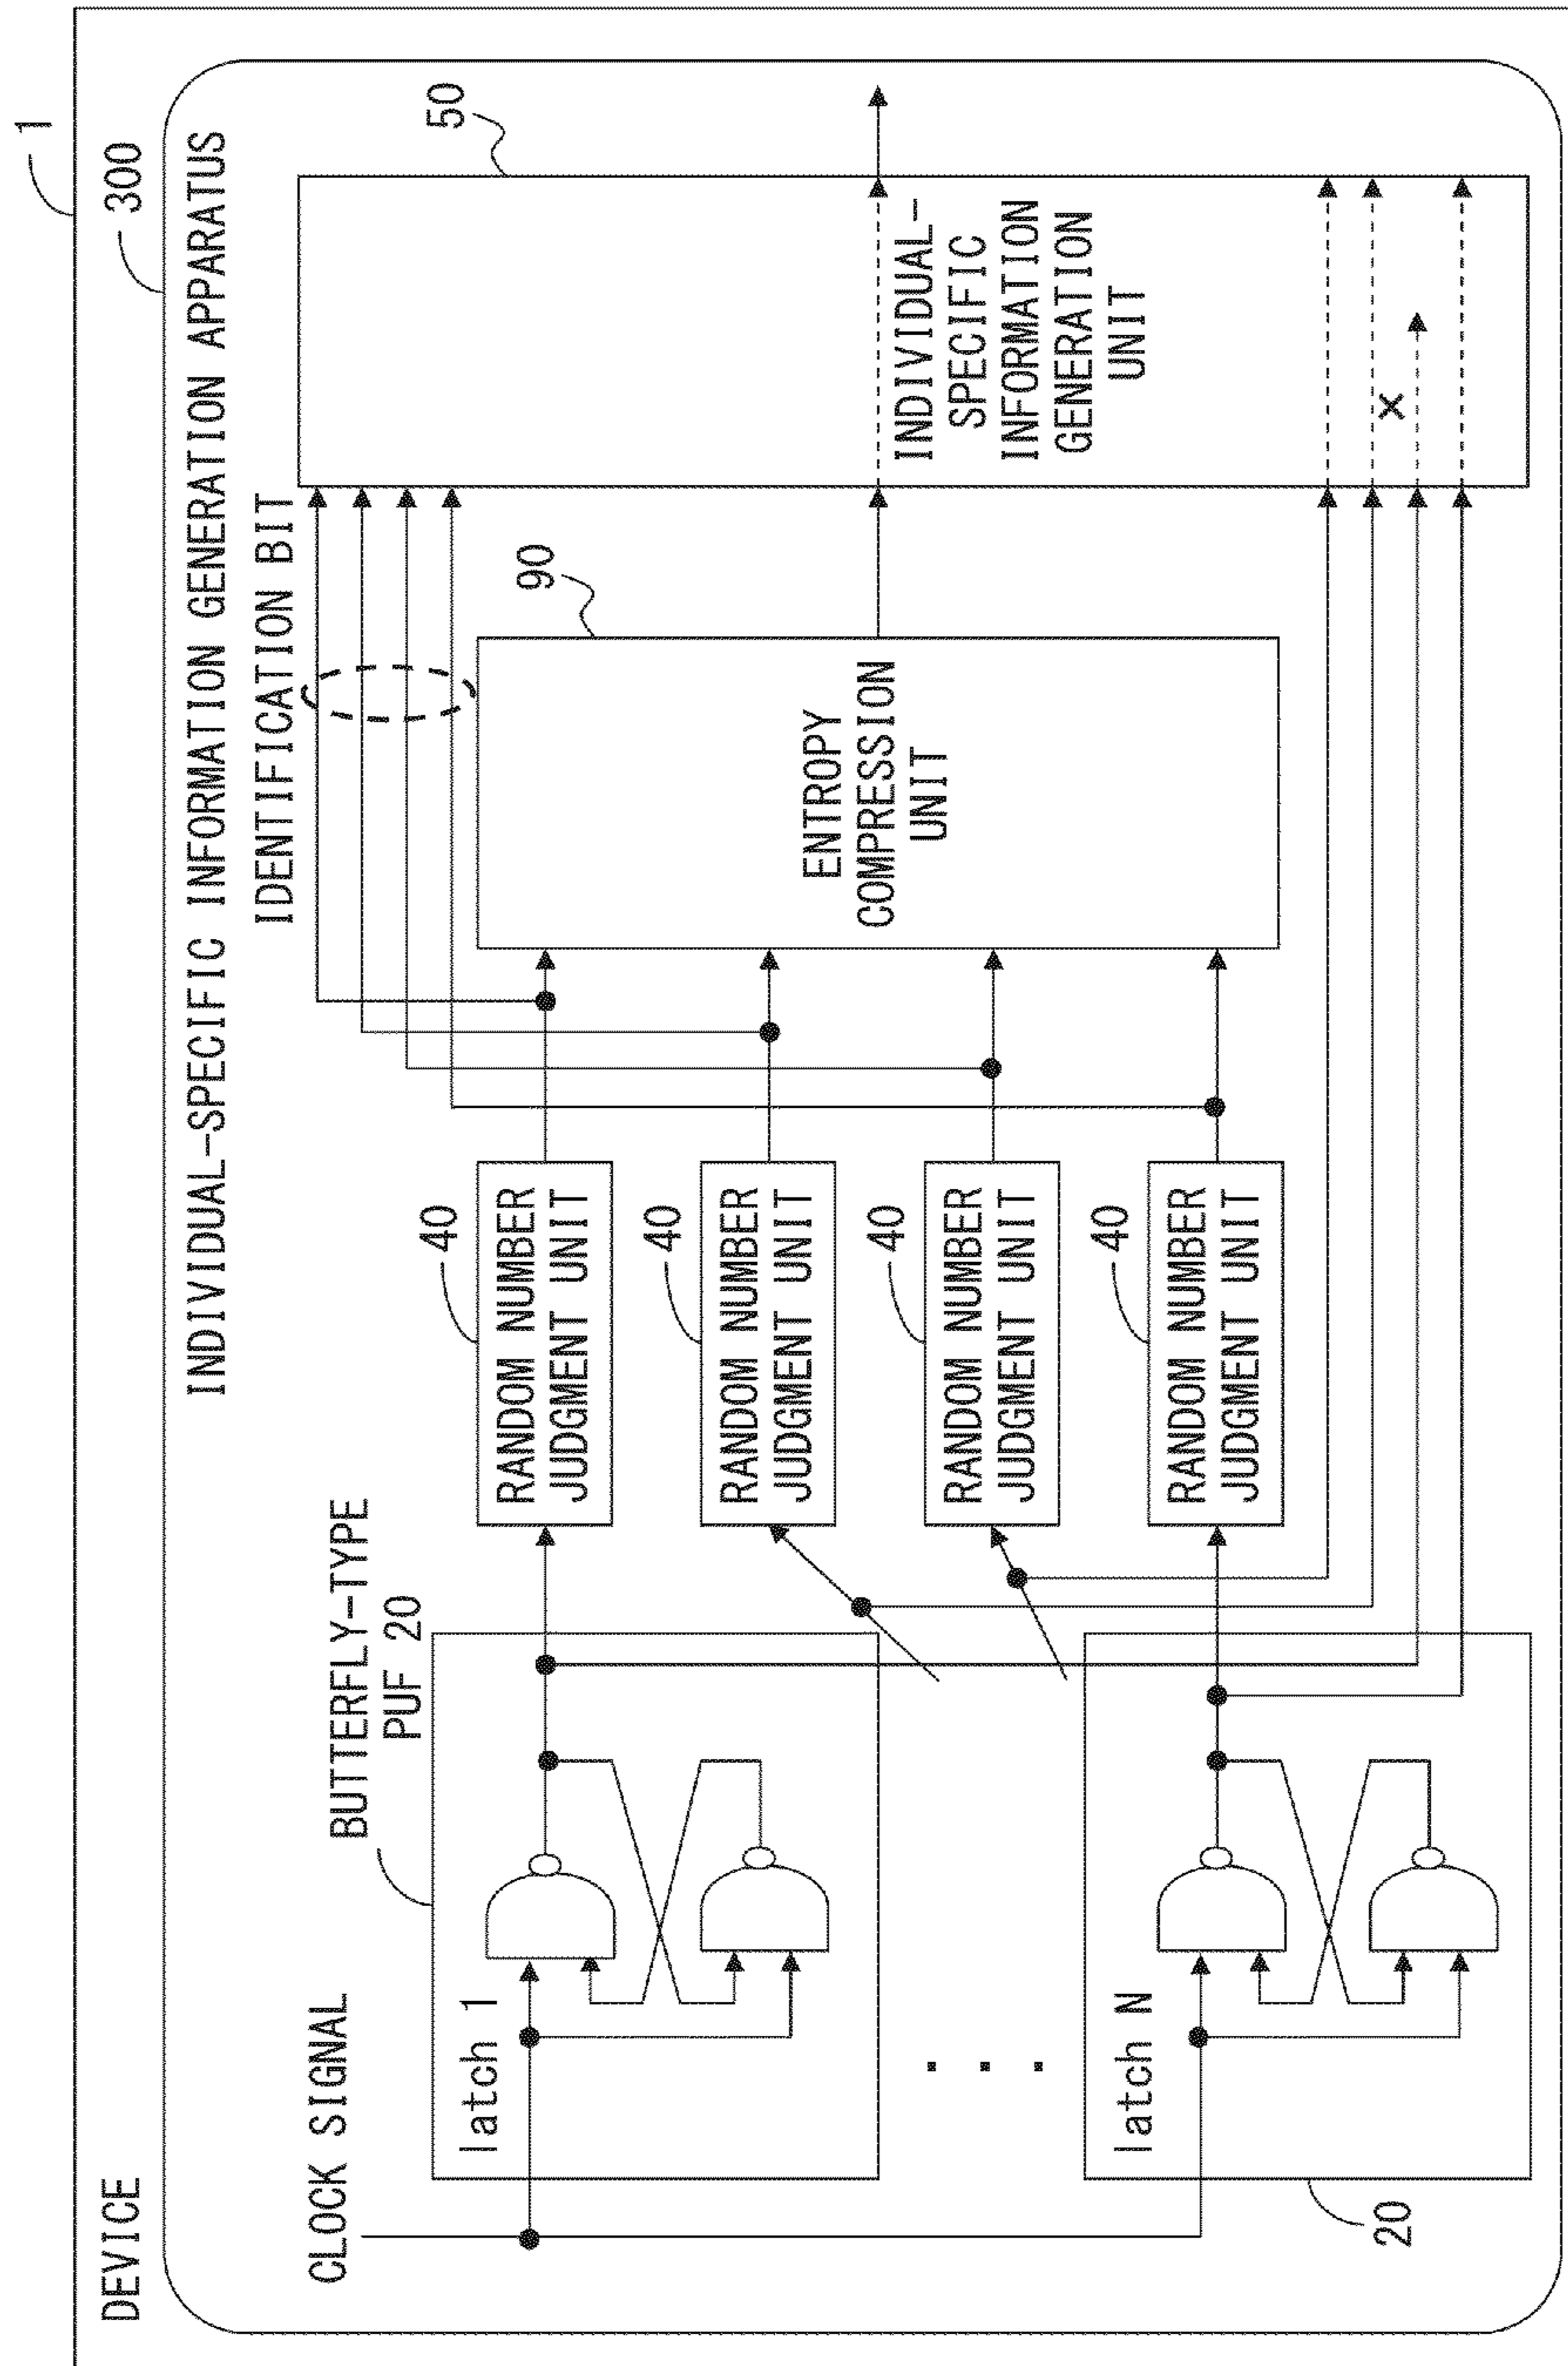 1
DEVICE
300
INDIVIDUAL-SPECIFIC INFORMATION GENERATION APPARATUS
CLOCK SIGNAL
BUTTERFLY-TYPE
PUF 20
IDENTIFICATION BIT
50
latch 1
40
RANDOM NUMBER
JUDGMENT UNIT
40
RANDOM NUMBER
JUDGMENT UNIT
40
RANDOM NUMBER
JUDGMENT UNIT
40
RANDOM NUMBER
JUDGMENT UNIT
90
ENTROPY
COMPRESSION
UNIT
INDIVIDUAL-
SPECIFIC
INFORMATION
GENERATION
UNIT
. . .
latch N
20
×